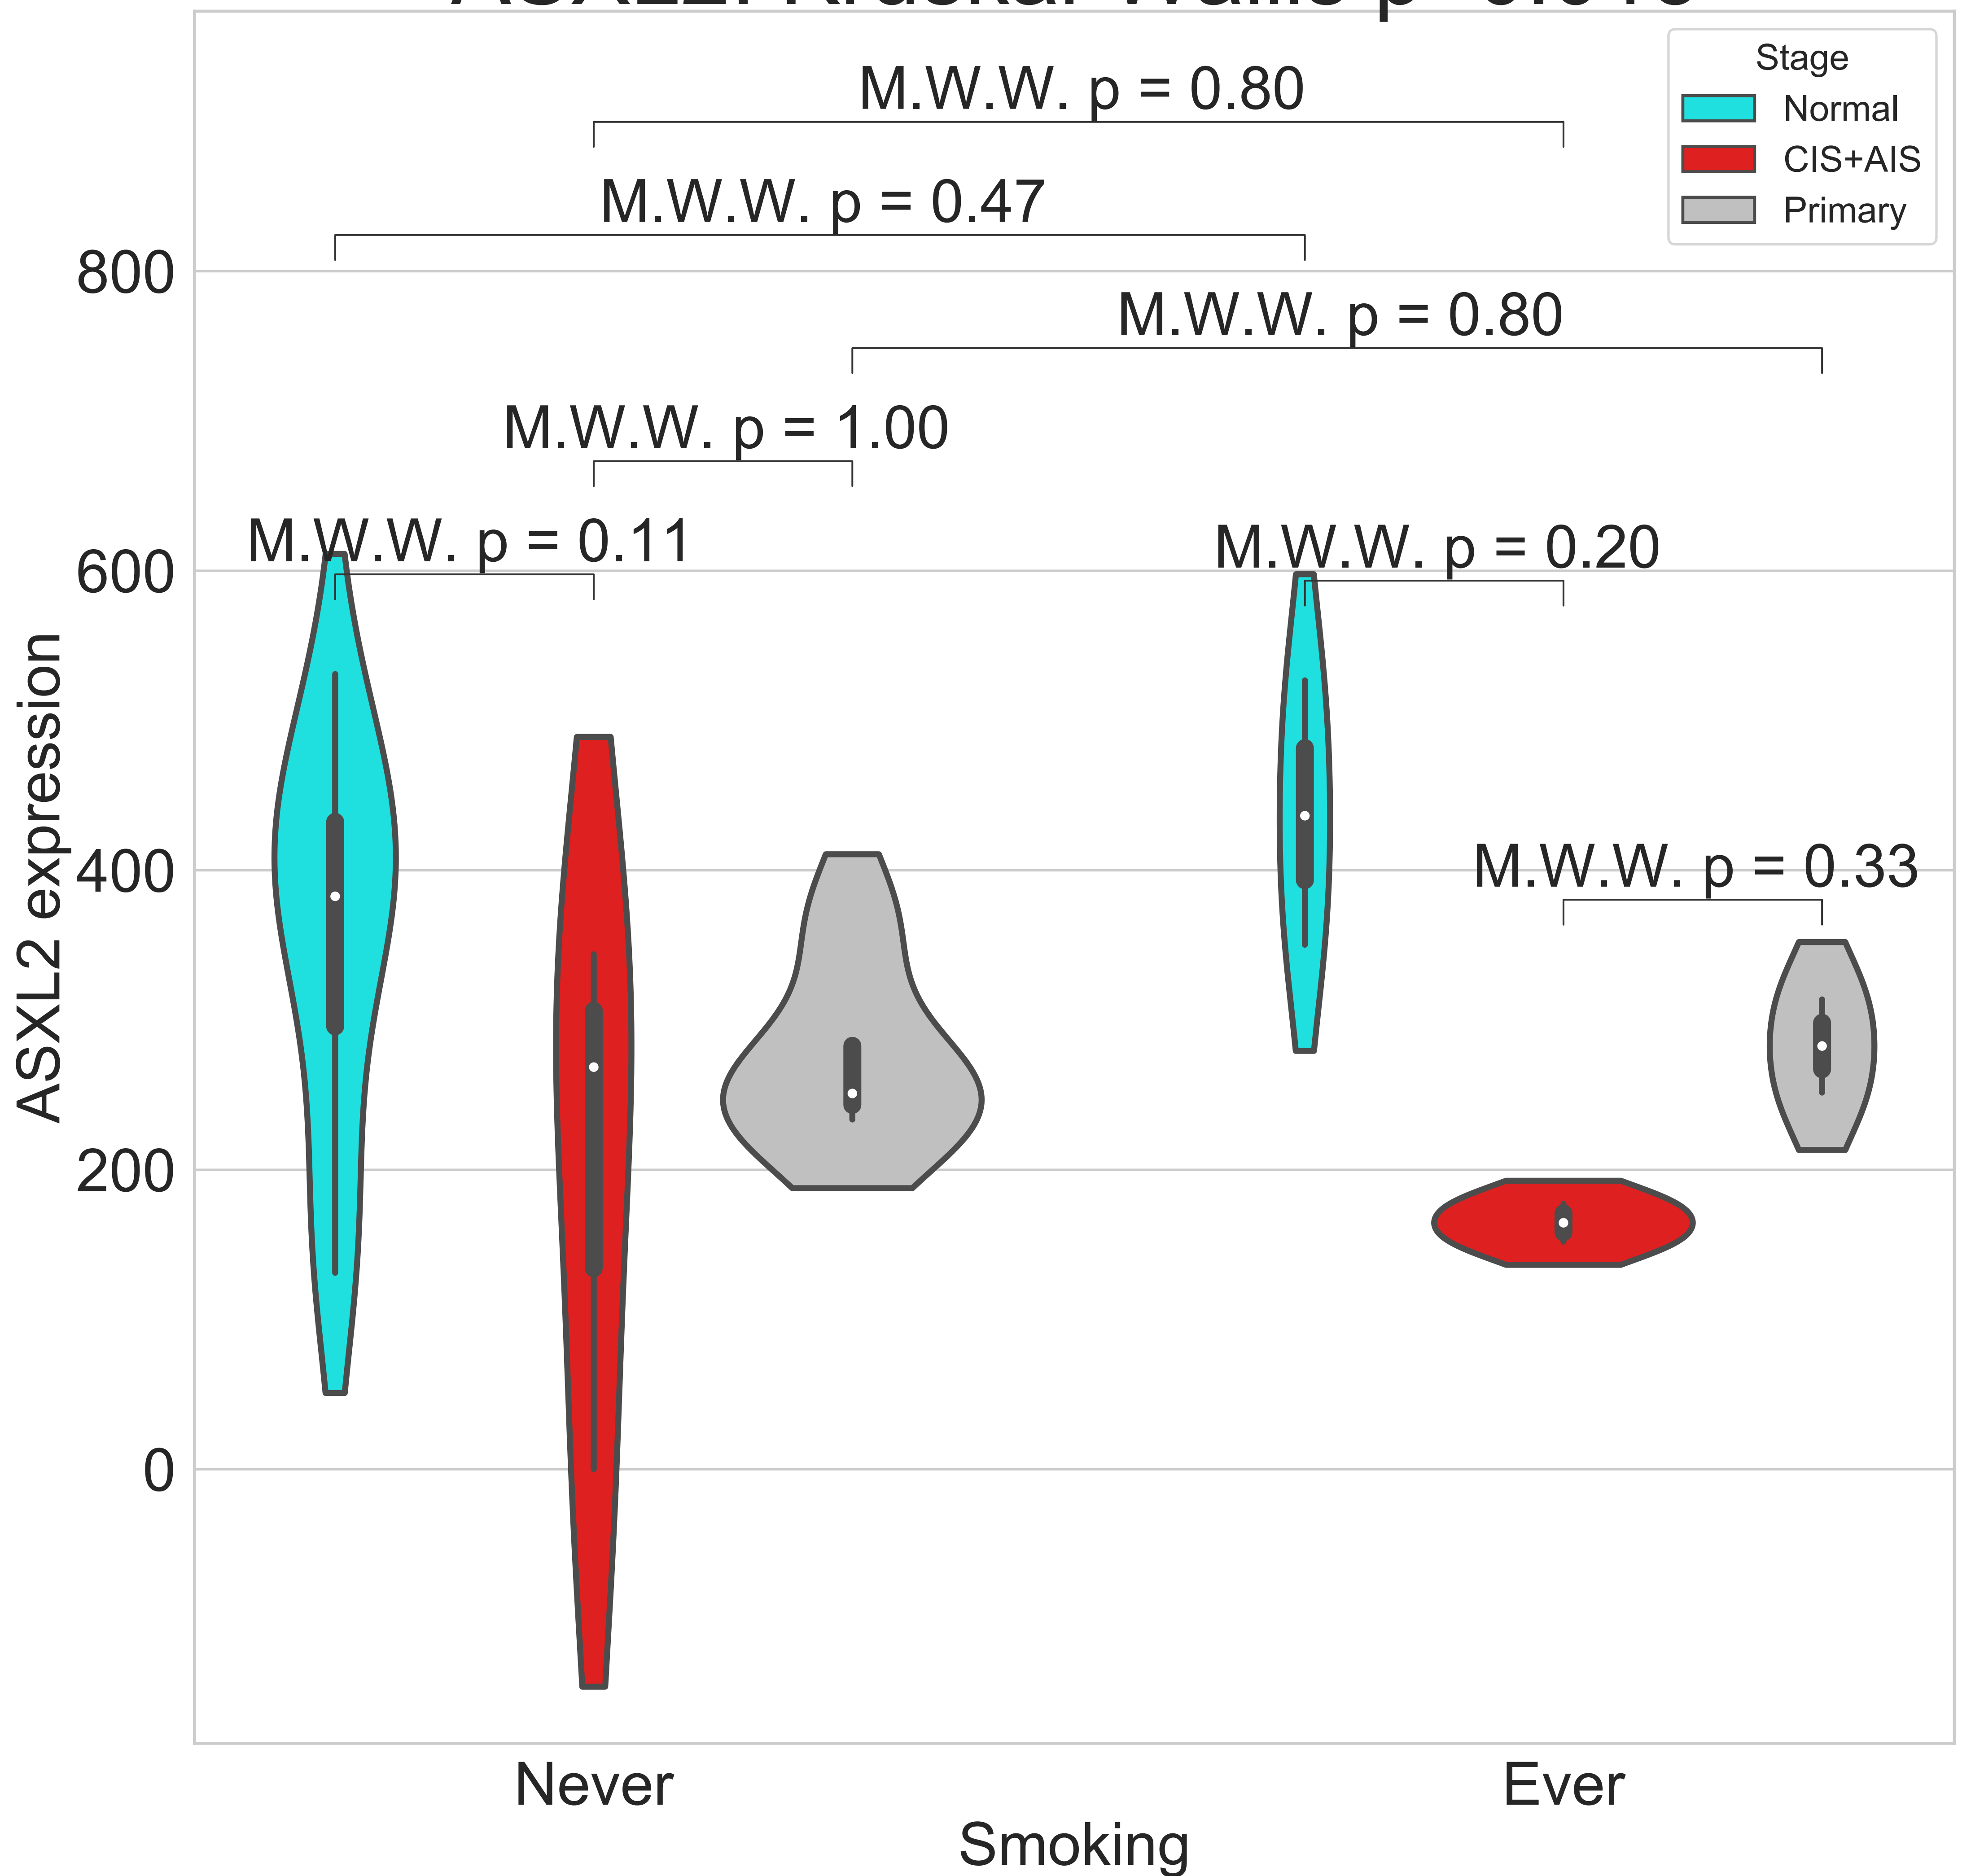 Stage
Normal
CIS+AIS
Primary
M.W.W. p = 0.80
M.W.W. p = 0.47
M.W.W. p = 0.80
M.W.W. p = 1.00
M.W.W. p = 0.11
M.W.W. p = 0.20
M.W.W. p = 0.33
800
600
400
200
0
ASXL2 expression
Never
Ever
Smoking